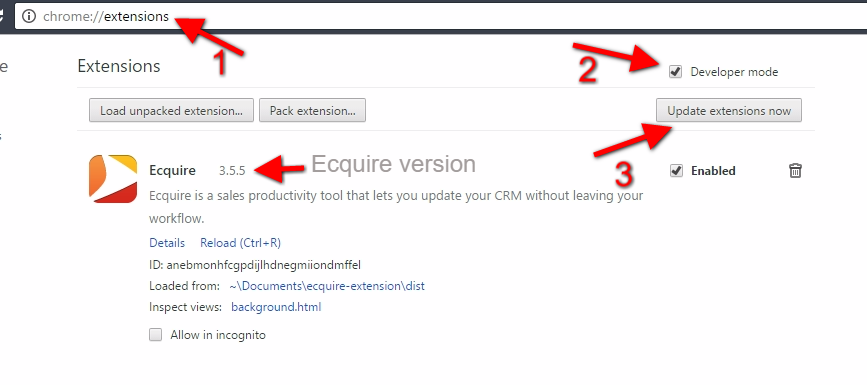 chrome://extensions
1
e
Extensions
2
Developer mode
Load unpacked extension...
Pack extension...
Update extensions now
s
3
Ecquire 3.5.5
Ecquire version
Enabled
Ecquire is a sales productivity tool that lets you update your CRM without leaving your
workflow.
Details Reload (Ctrl+R)
ID: anebmonhfcgpdijlhdnegmiiondmffel
Loaded from: ~\Documents\ecquire-extension\dist
Inspect views: background.html
Allow in incognito